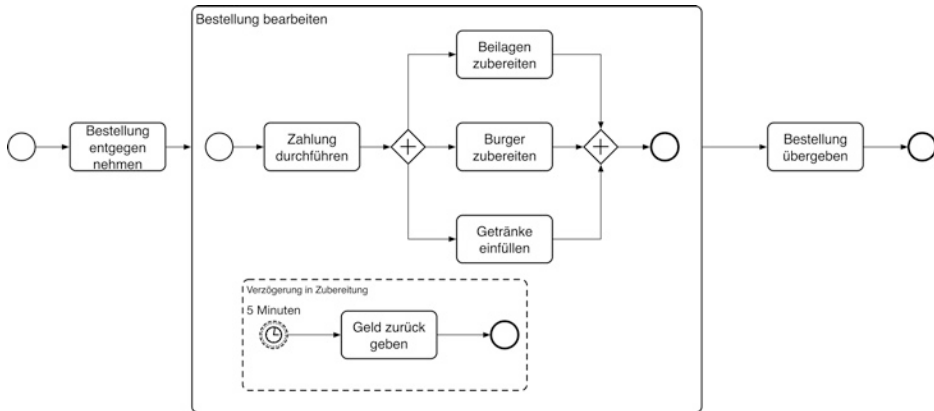 Bestellung bearbeiten
Bestellung
entgegen
nehmen
Zahlung
durchführen
Beilagen
zubereiten
Burger
zubereiten
Getränke
einfüllen
Bestellung
übergeben
Verzögerung in Zubereitung
5 Minuten
Geld zurück
geben